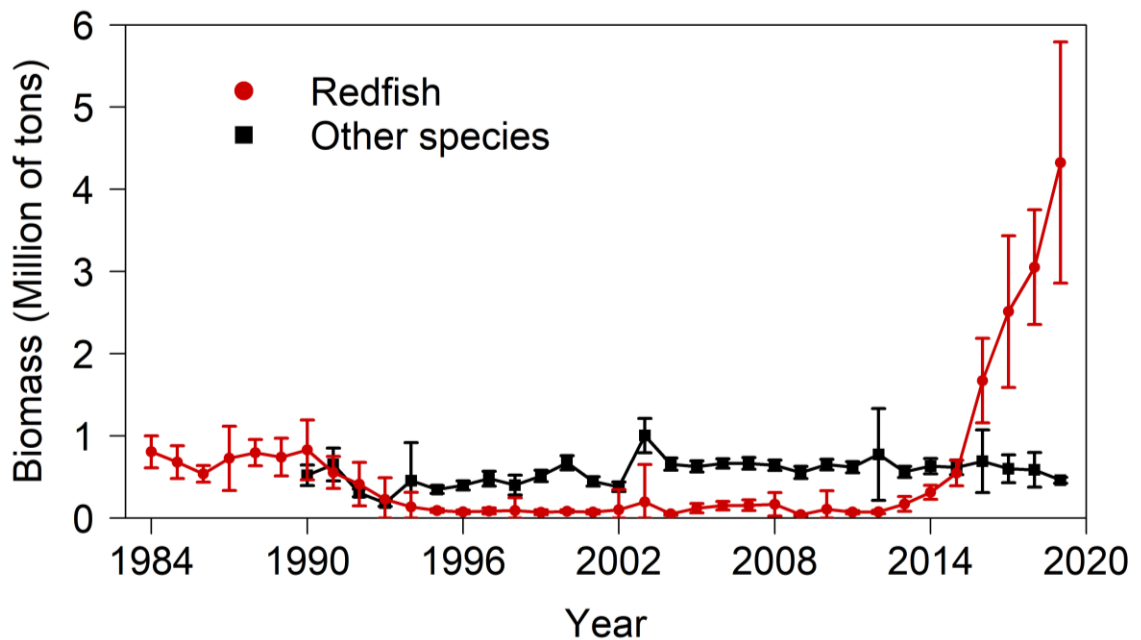 Biomass (Million of tons)
6
5
4
3
2
1
0
Redfish
Other species
1984 1990 1996 2002 2008 2014 2020
Year